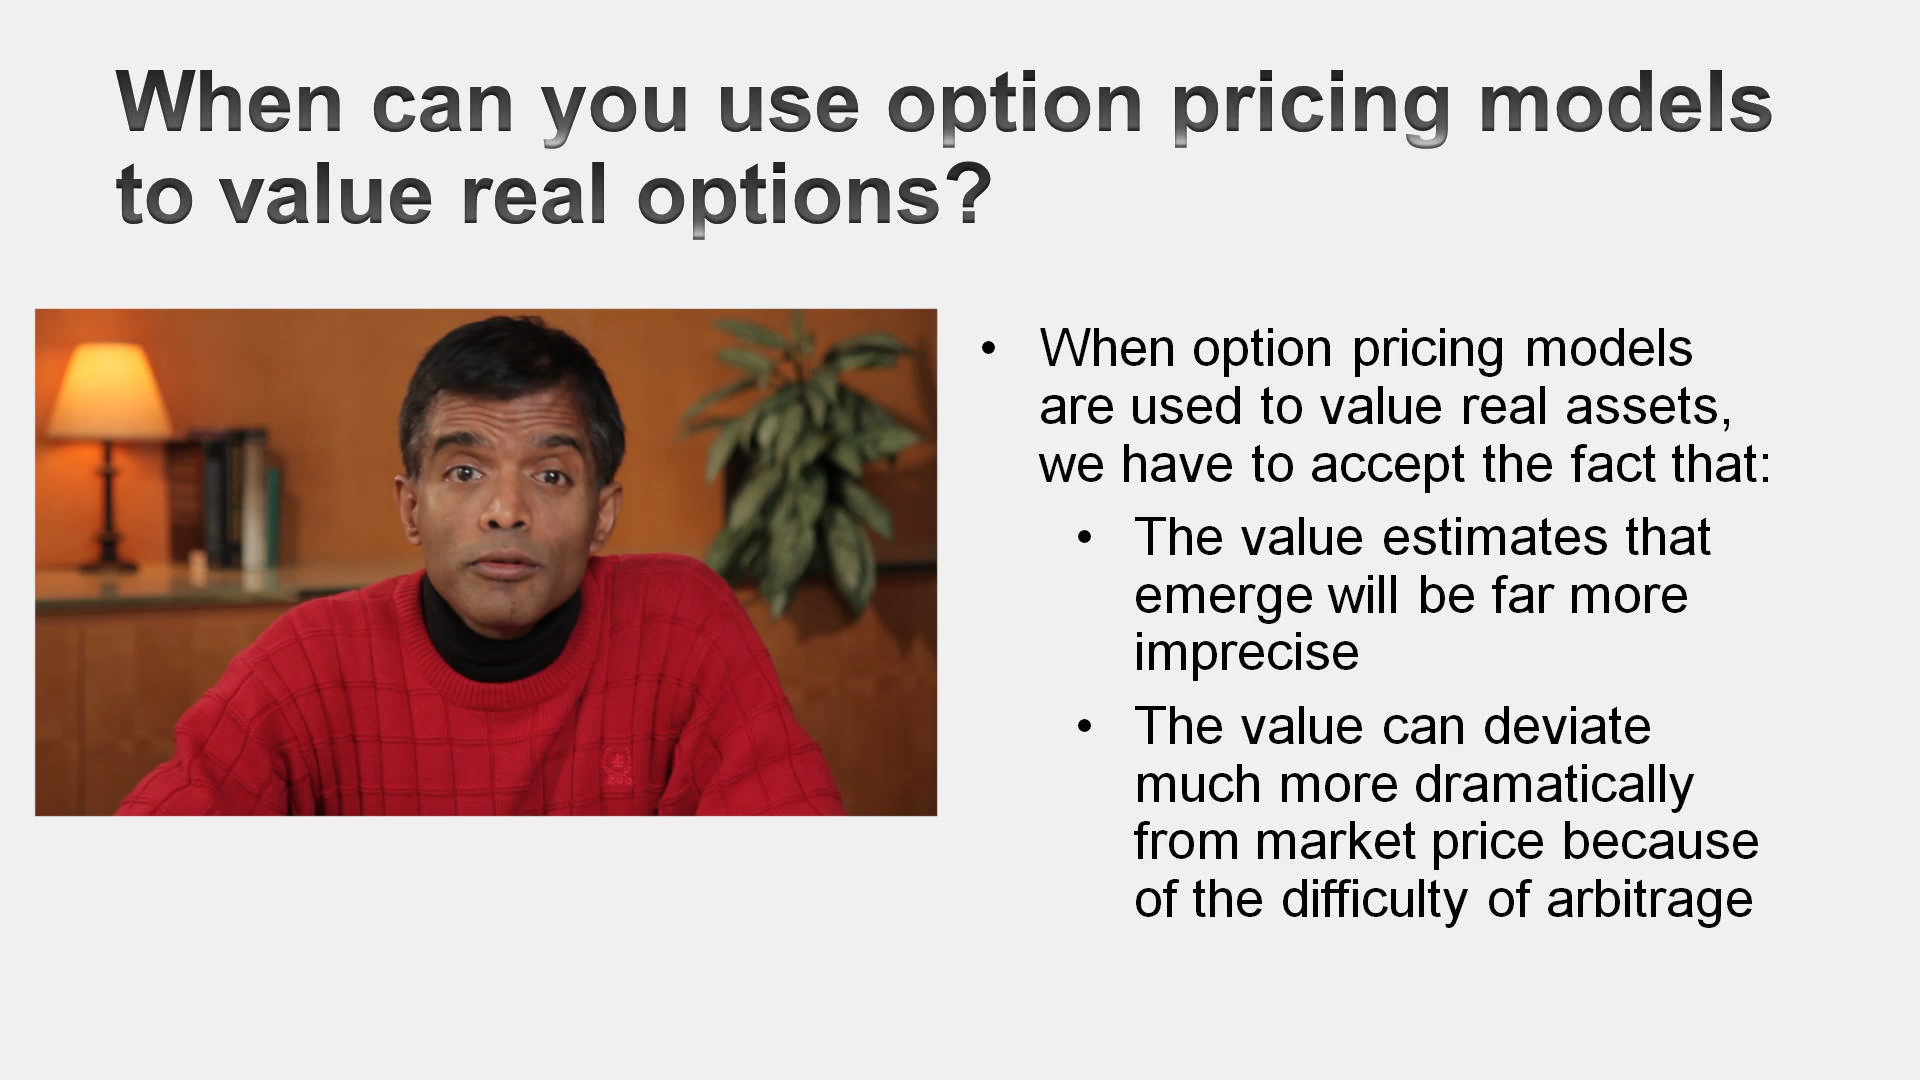 When can you use option pricing models
to value real options?
• When option pricing models
are used to value real assets,
we have to accept the fact that:
• The value estimates that
emerge will be far more
imprecise
• The value can deviate
much more dramatically
from market price because
of the difficulty of arbitrage